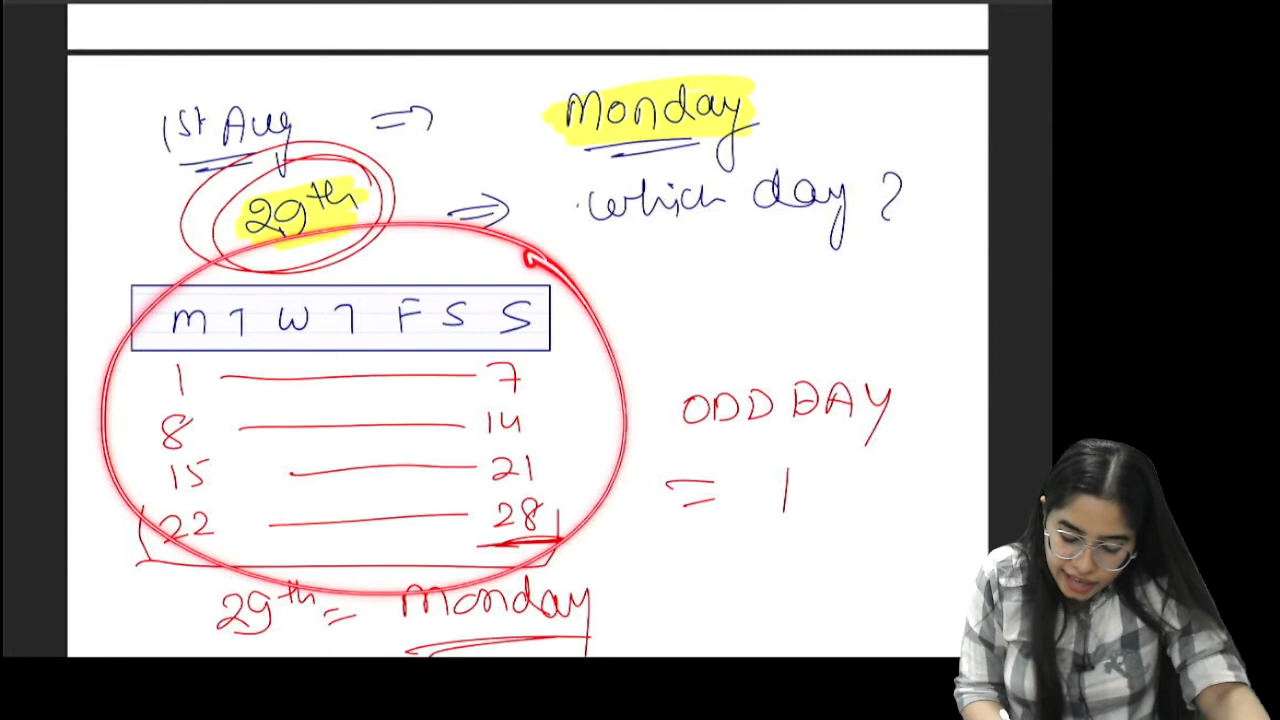 1st Aug ⇒ Monday
29th ⇒ which day ?
M T W T F S S
1 — 7
8 — 14
15 — 21
22 — 28
ODD DAY
= 1
29th = monday